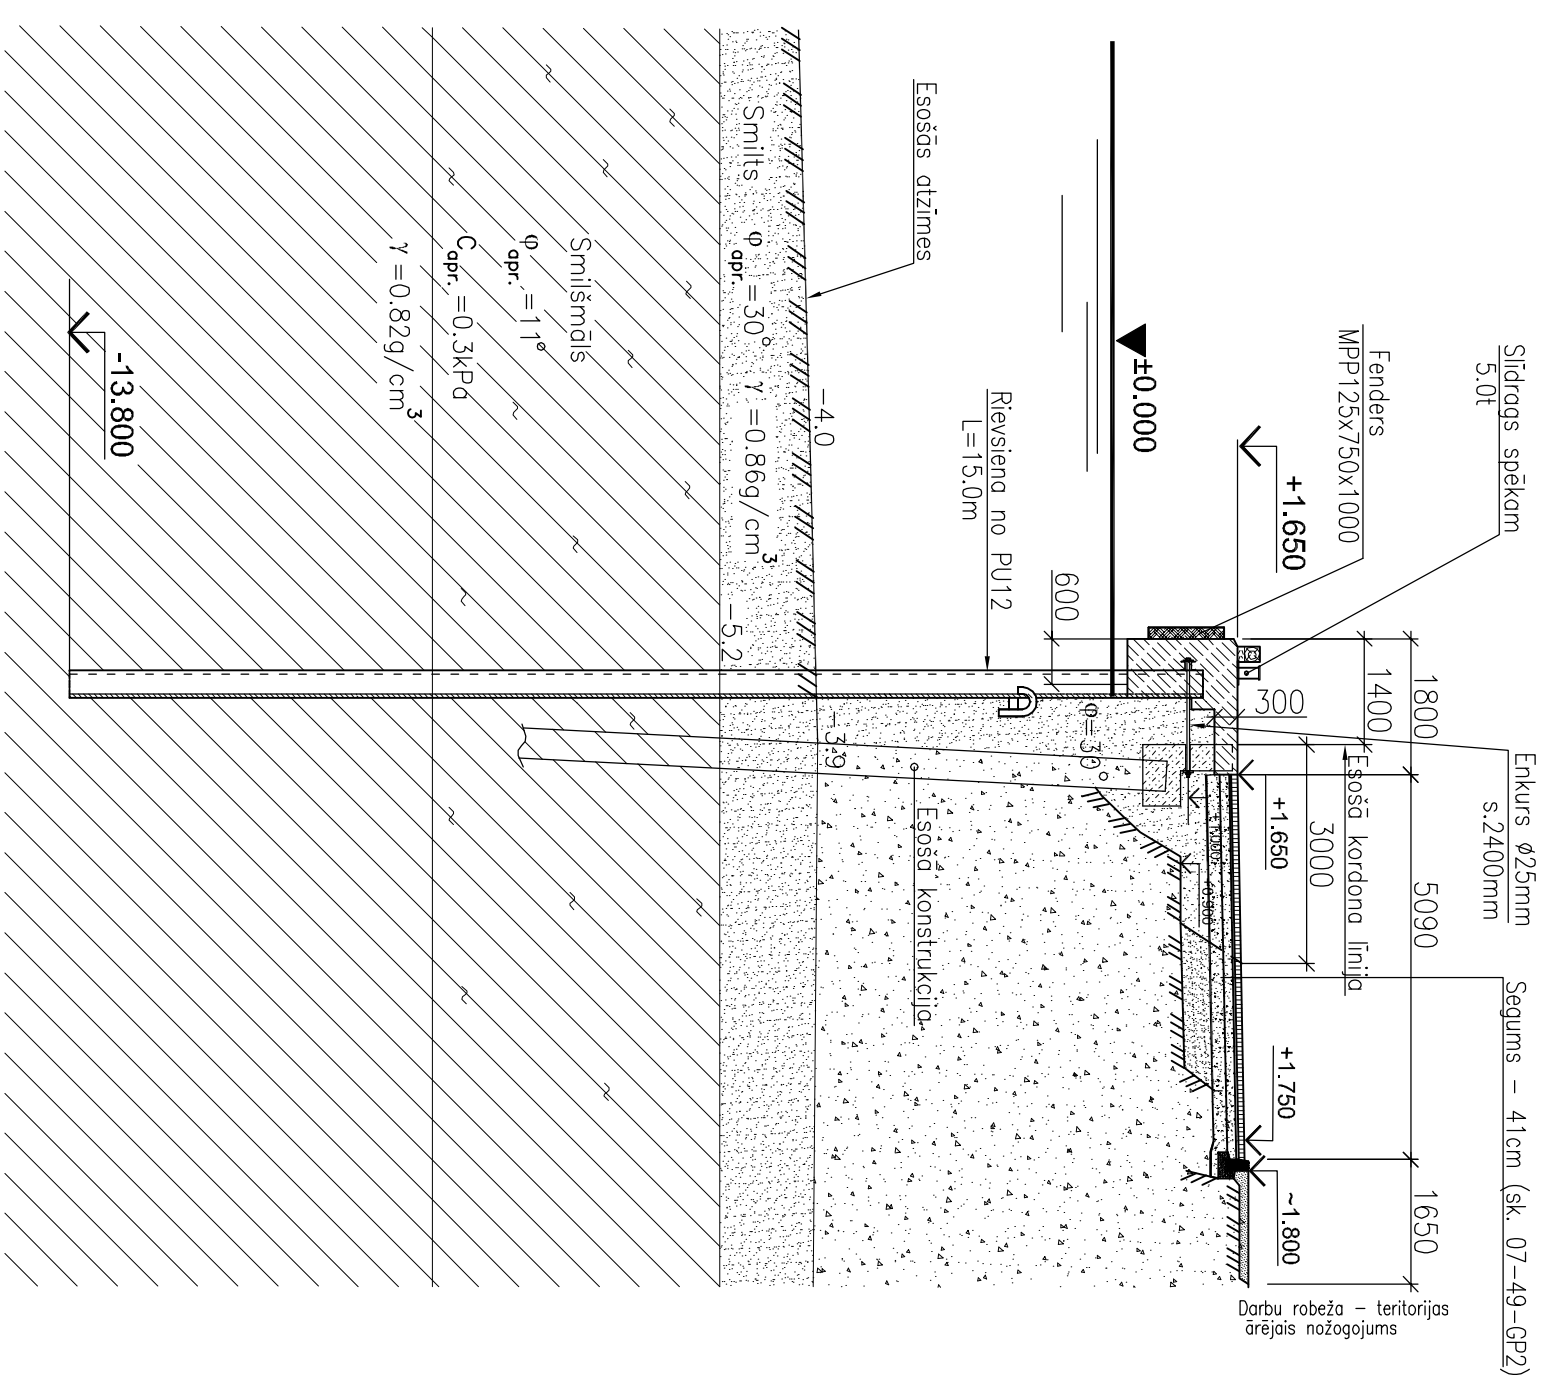 Slīdrags spēkam
5.0t
Enkurs ø25mm
s.2400mm
Segums - 41cm (sk. 07-49-GP2)
Fenders
MPP125x750x1000
1800
5090
1650
1400
Esošā kordona līnija
3000
300
+1.650
+1.650
+1.750
~1.800
Darbu robeža - teritorijas
ārējais nožogojums
+0.900
±0.000
600
φ=30°
Rievsiena no PU12
L=15.0m
Esošās atzīmes
Esošā konstrukcija
-4.0
-3.9
Smilts φapr. =30° γ =0.86g/cm³
-5.2
Smilšmāls
φapr. =11°
Capr. =0.3kPa
γ =0.82g/cm³
-13.800